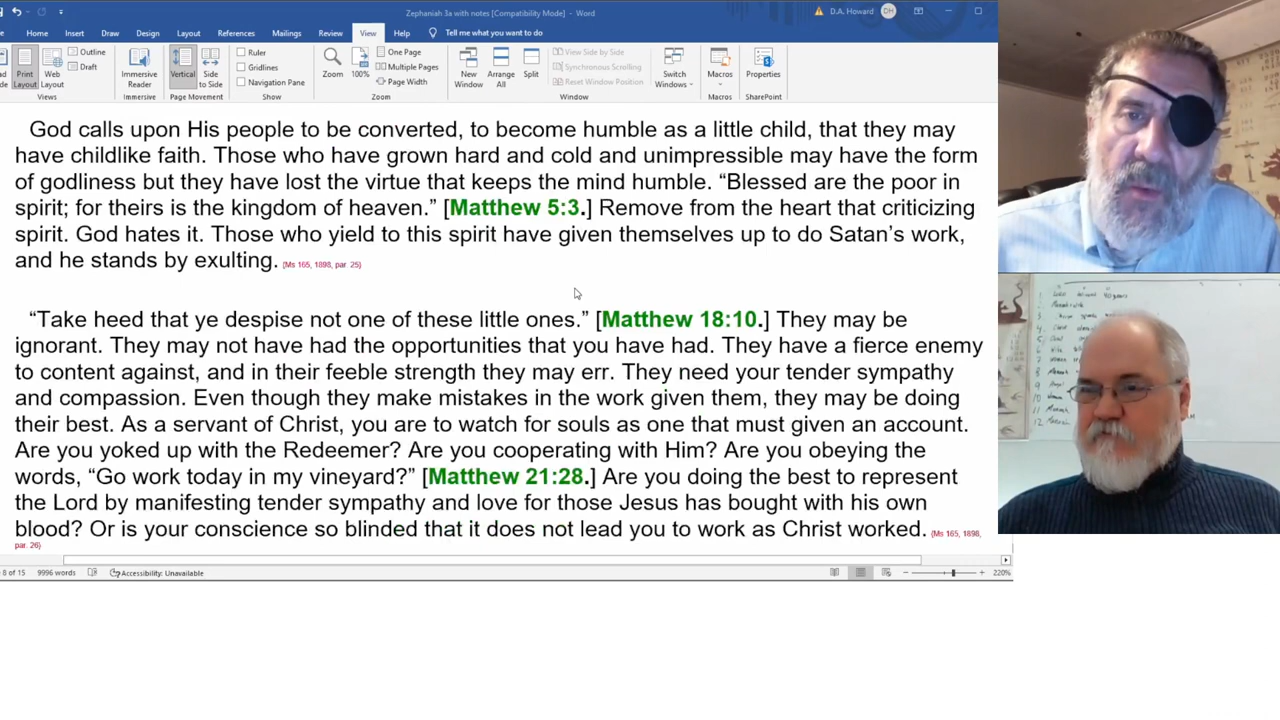 Zephaniah 3a with notes [Compatibility Mode] - Word
D.A. Howard DH
Home Insert Draw Design Layout References Mailings Review View Help Tell me what you want to do
Print Layout
Web Layout
Outline
Draft
Views
Immersive Reader
Immersive
Vertical
Side to Side
Page Movement
Ruler
Gridlines
Navigation Pane
Show
Zoom
100%
One Page
Multiple Pages
Page Width
Zoom
New Window
Arrange All
Split
View Side by Side
Synchronous Scrolling
Reset Window Position
Window
Switch Windows
Macros
Macros
Properties
SharePoint
God calls upon His people to be converted, to become humble as a little child, that they may
have childlike faith. Those who have grown hard and cold and unimpressible may have the form
of godliness but they have lost the virtue that keeps the mind humble. “Blessed are the poor in
spirit; for theirs is the kingdom of heaven.” [Matthew 5:3.] Remove from the heart that criticizing
spirit. God hates it. Those who yield to this spirit have given themselves up to do Satan’s work,
and he stands by exulting. (Ms 165, 1898, par. 25)
“Take heed that ye despise not one of these little ones.” [Matthew 18:10.] They may be
ignorant. They may not have had the opportunities that you have had. They have a fierce enemy
to content against, and in their feeble strength they may err. They need your tender sympathy
and compassion. Even though they make mistakes in the work given them, they may be doing
their best. As a servant of Christ, you are to watch for souls as one that must given an account.
Are you yoked up with the Redeemer? Are you cooperating with Him? Are you obeying the
words, “Go work today in my vineyard?” [Matthew 21:28.] Are you doing the best to represent
the Lord by manifesting tender sympathy and love for those Jesus has bought with his own
blood? Or is your conscience so blinded that it does not lead you to work as Christ worked. (Ms 165, 1898,
par. 26)
8 of 15 9996 words Accessibility: Unavailable 220%